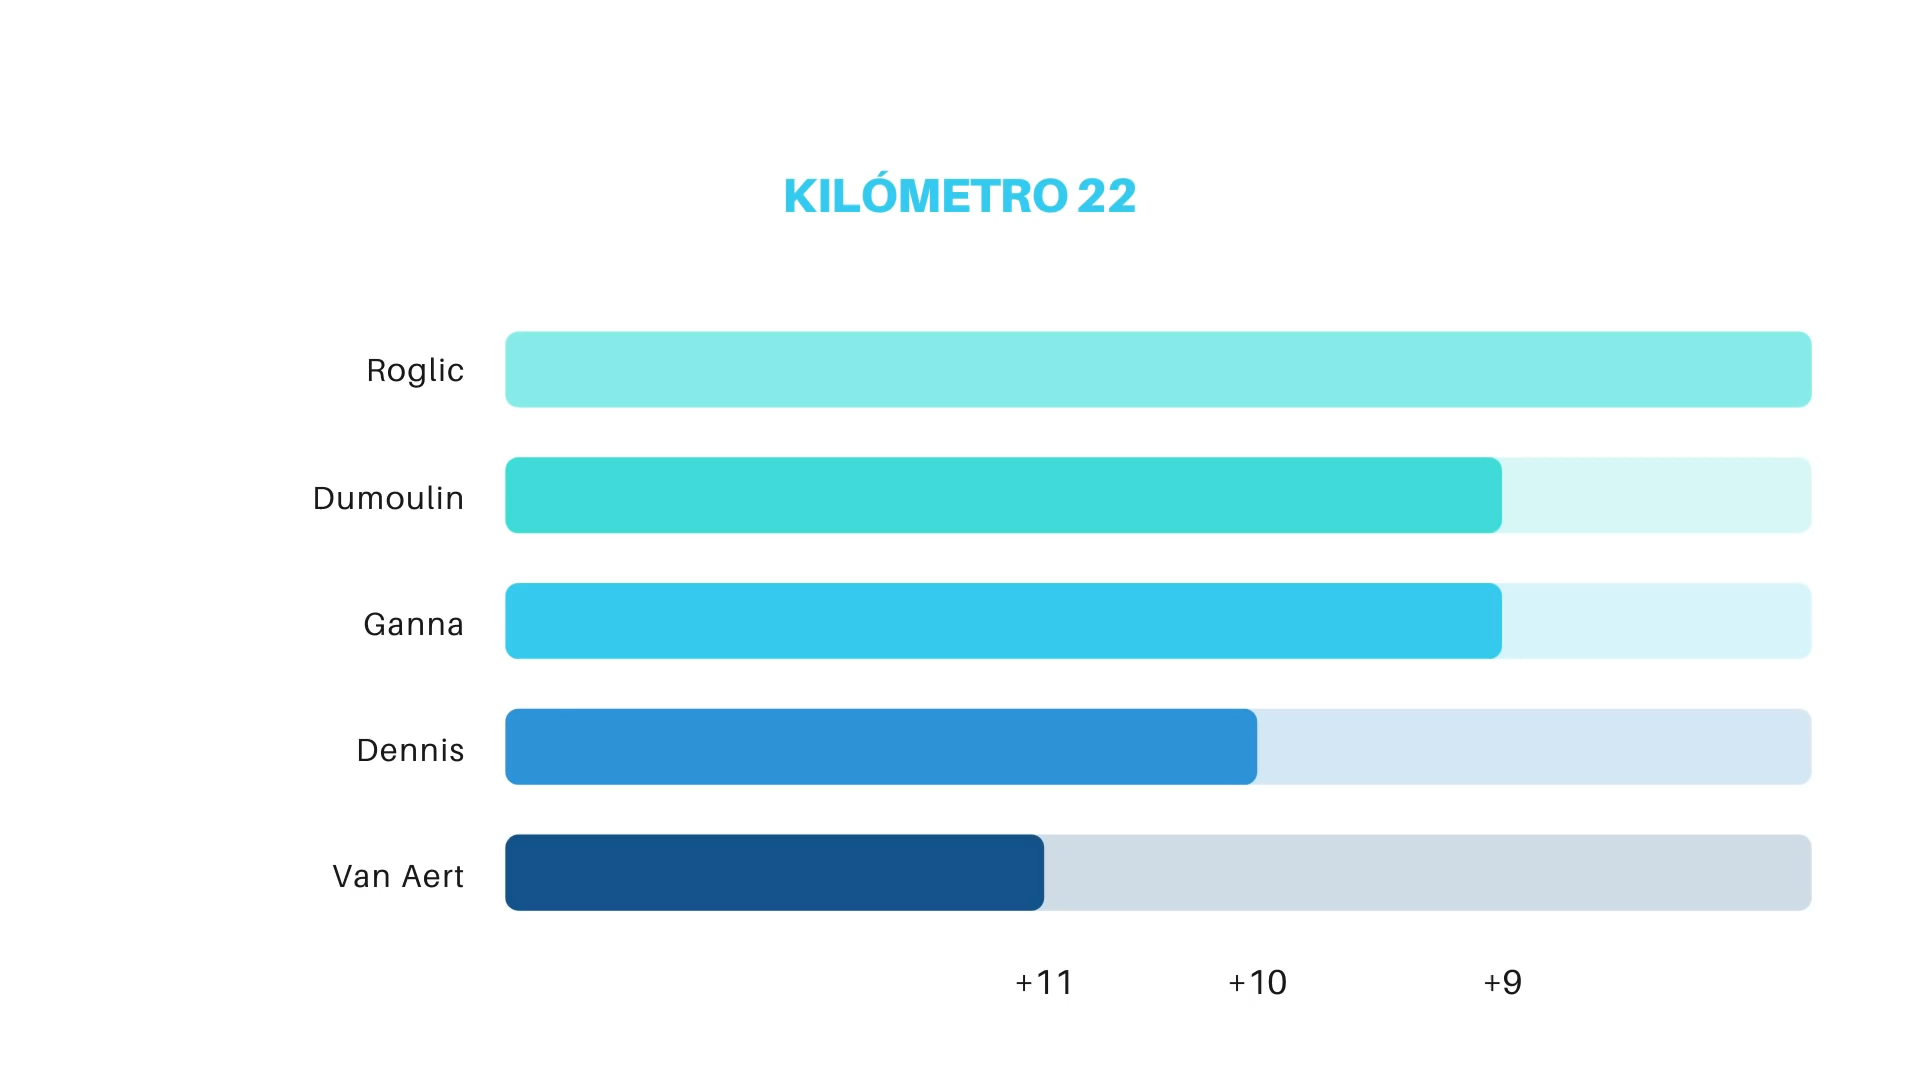 KILÓMETRO 22
Roglic
Dumoulin
Ganna
Dennis
Van Aert
+11 +10 +9